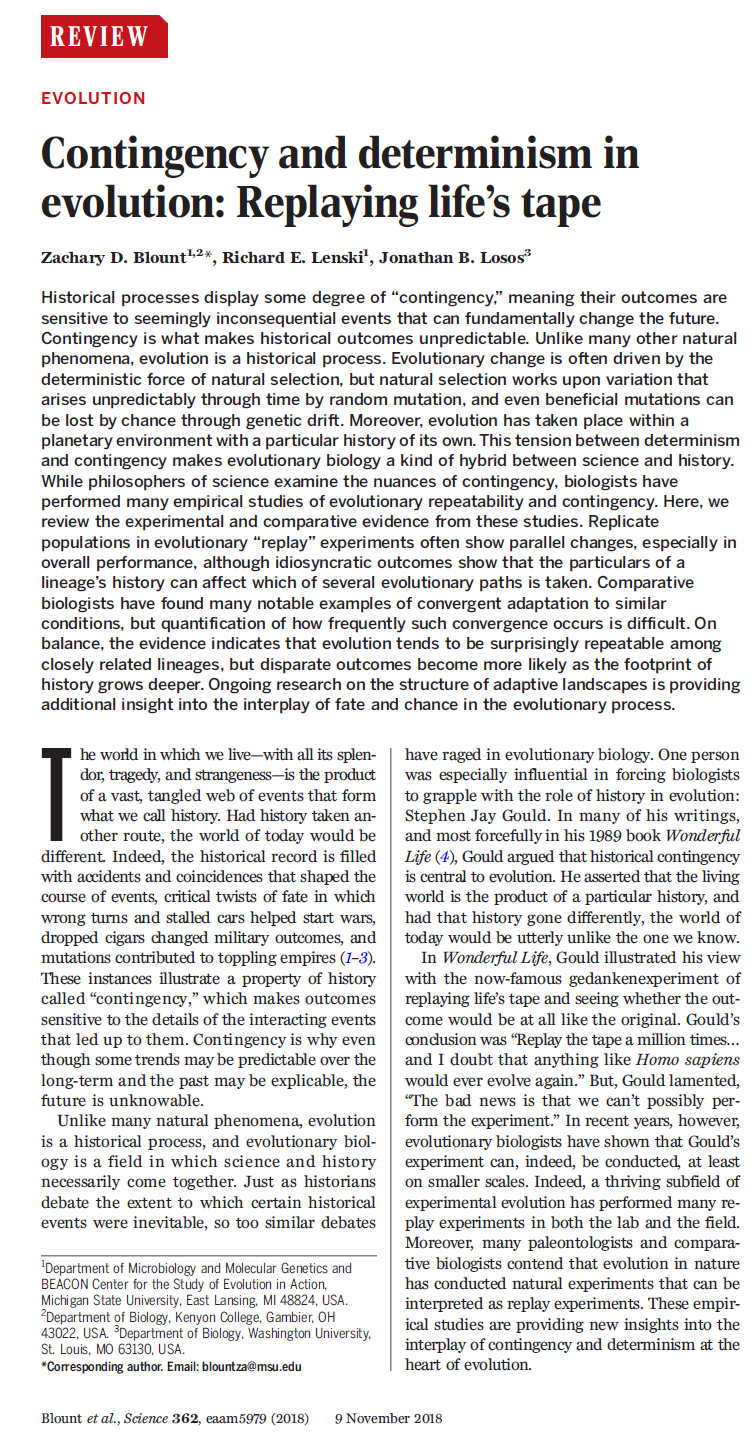 REVIEW
EVOLUTION
Contingency and determinism in
evolution: Replaying life’s tape
Zachary D. Blount1,2*, Richard E. Lenski1, Jonathan B. Losos3
Historical processes display some degree of “contingency,” meaning their outcomes are
sensitive to seemingly inconsequential events that can fundamentally change the future.
Contingency is what makes historical outcomes unpredictable. Unlike many other natural
phenomena, evolution is a historical process. Evolutionary change is often driven by the
deterministic force of natural selection, but natural selection works upon variation that
arises unpredictably through time by random mutation, and even beneficial mutations can
be lost by chance through genetic drift. Moreover, evolution has taken place within a
planetary environment with a particular history of its own. This tension between determinism
and contingency makes evolutionary biology a kind of hybrid between science and history.
While philosophers of science examine the nuances of contingency, biologists have
performed many empirical studies of evolutionary repeatability and contingency. Here, we
review the experimental and comparative evidence from these studies. Replicate
populations in evolutionary “replay” experiments often show parallel changes, especially in
overall performance, although idiosyncratic outcomes show that the particulars of a
lineage’s history can affect which of several evolutionary paths is taken. Comparative
biologists have found many notable examples of convergent adaptation to similar
conditions, but quantification of how frequently such convergence occurs is difficult. On
balance, the evidence indicates that evolution tends to be surprisingly repeatable among
closely related lineages, but disparate outcomes become more likely as the footprint of
history grows deeper. Ongoing research on the structure of adaptive landscapes is providing
additional insight into the interplay of fate and chance in the evolutionary process.
The world in which we live—with all its splen-
dor, tragedy, and strangeness—is the product
of a vast, tangled web of events that form
what we call history. Had history taken an-
other route, the world of today would be
different. Indeed, the historical record is filled
with accidents and coincidences that shaped the
course of events, critical twists of fate in which
wrong turns and stalled cars helped start wars,
dropped cigars changed military outcomes, and
mutations contributed to toppling empires (1–3).
These instances illustrate a property of history
called “contingency,” which makes outcomes
sensitive to the details of the interacting events
that led up to them. Contingency is why even
though some trends may be predictable over the
long-term and the past may be explicable, the
future is unknowable.
Unlike many natural phenomena, evolution
is a historical process, and evolutionary biol-
ogy is a field in which science and history
necessarily come together. Just as historians
debate the extent to which certain historical
events were inevitable, so too similar debates
1Department of Microbiology and Molecular Genetics and
BEACON Center for the Study of Evolution in Action,
Michigan State University, East Lansing, MI 48824, USA.
2Department of Biology, Kenyon College, Gambier, OH
43022, USA. 3Department of Biology, Washington University,
St. Louis, MO 63130, USA.
*Corresponding author. Email: blountza@msu.edu
have raged in evolutionary biology. One person
was especially influential in forcing biologists
to grapple with the role of history in evolution:
Stephen Jay Gould. In many of his writings,
and most forcefully in his 1989 book Wonderful
Life (4), Gould argued that historical contingency
is central to evolution. He asserted that the living
world is the product of a particular history, and
had that history gone differently, the world of
today would be utterly unlike the one we know.
In Wonderful Life, Gould illustrated his view
with the now-famous gedankenexperiment of
replaying life’s tape and seeing whether the out-
come would be at all like the original. Gould’s
conclusion was “Replay the tape a million times…
and I doubt that anything like Homo sapiens
would ever evolve again.” But, Gould lamented,
“The bad news is that we can’t possibly per-
form the experiment.” In recent years, however,
evolutionary biologists have shown that Gould’s
experiment can, indeed, be conducted, at least
on smaller scales. Indeed, a thriving subfield of
experimental evolution has performed many re-
play experiments in both the lab and the field.
Moreover, many paleontologists and compara-
tive biologists contend that evolution in nature
has conducted natural experiments that can be
interpreted as replay experiments. These empir-
ical studies are providing new insights into the
interplay of contingency and determinism at the
heart of evolution.
Blount et al., Science 362, eaam5979 (2018) 9 November 2018